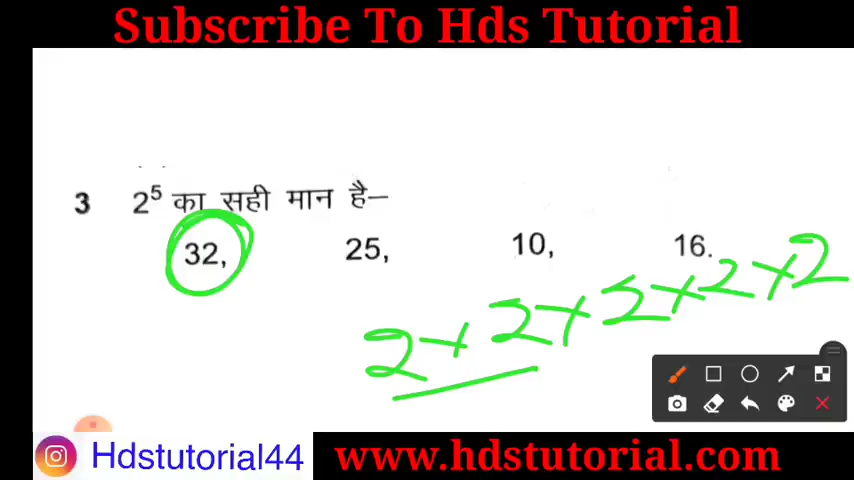 Subscribe To Hds Tutorial
3 2⁵ का सही मान है–
32, 25, 10, 16.
2 × 2 × 2 × 2 × 2
Hdstutorial44 www.hdstutorial.com